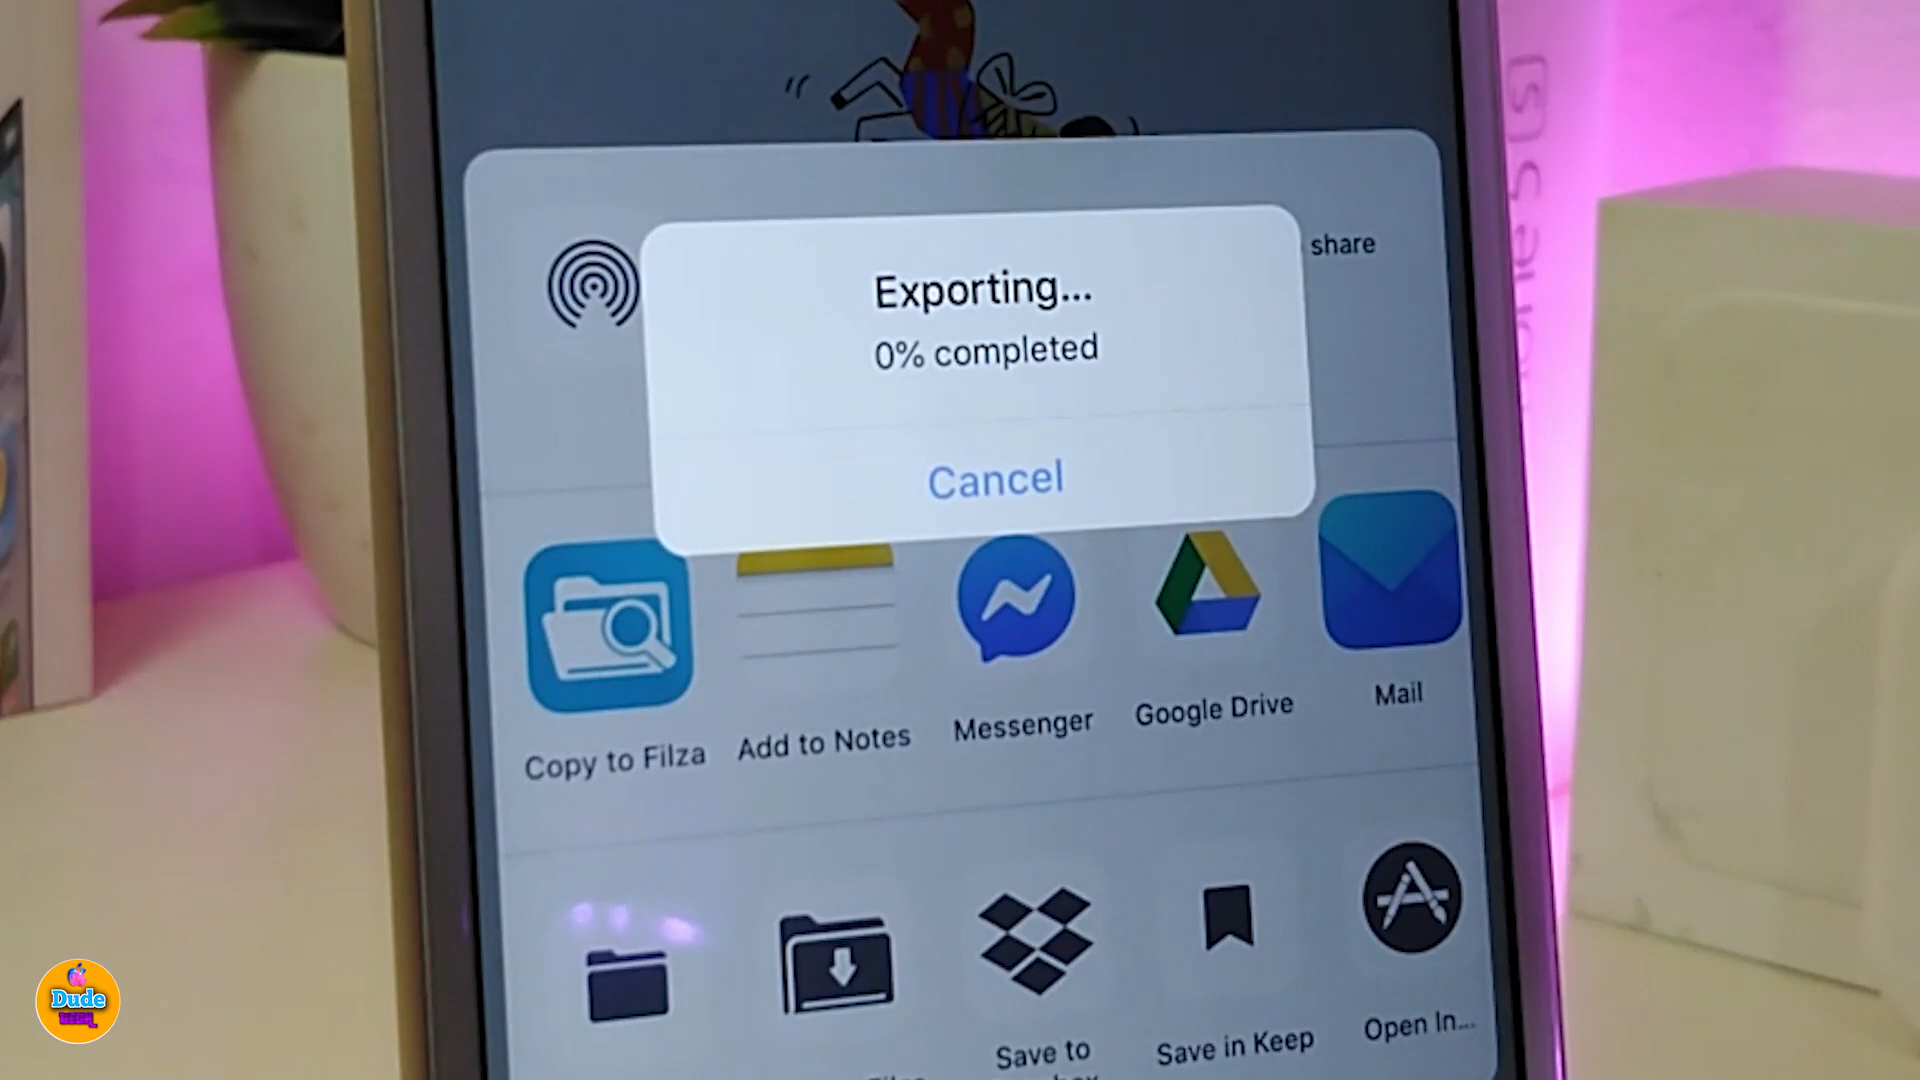 share
Exporting...
0% completed
Cancel
Copy to Filza
Add to Notes
Messenger
Google Drive
Mail
Save to
Save in Keep
Open In...
Dude